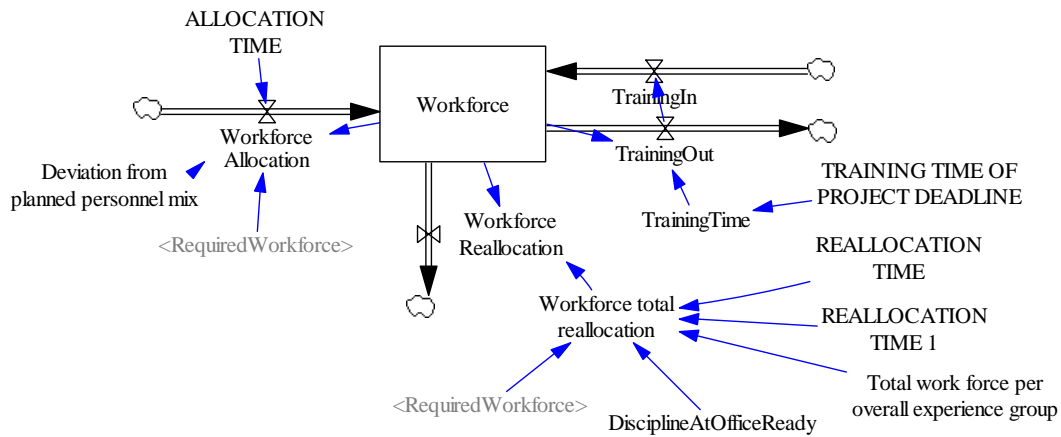 ALLOCATION
TIME
Workforce
TrainingIn
Workforce
Allocation
TrainingOut
Deviation from
planned personnel mix
TRAINING TIME OF
PROJECT DEADLINE
TrainingTime
<RequiredWorkforce>
Workforce
Reallocation
REALLOCATION
TIME
Workforce total
reallocation
REALLOCATION
TIME 1
Total work force per
overall experience group
<RequiredWorkforce>
DisciplineAtOfficeReady